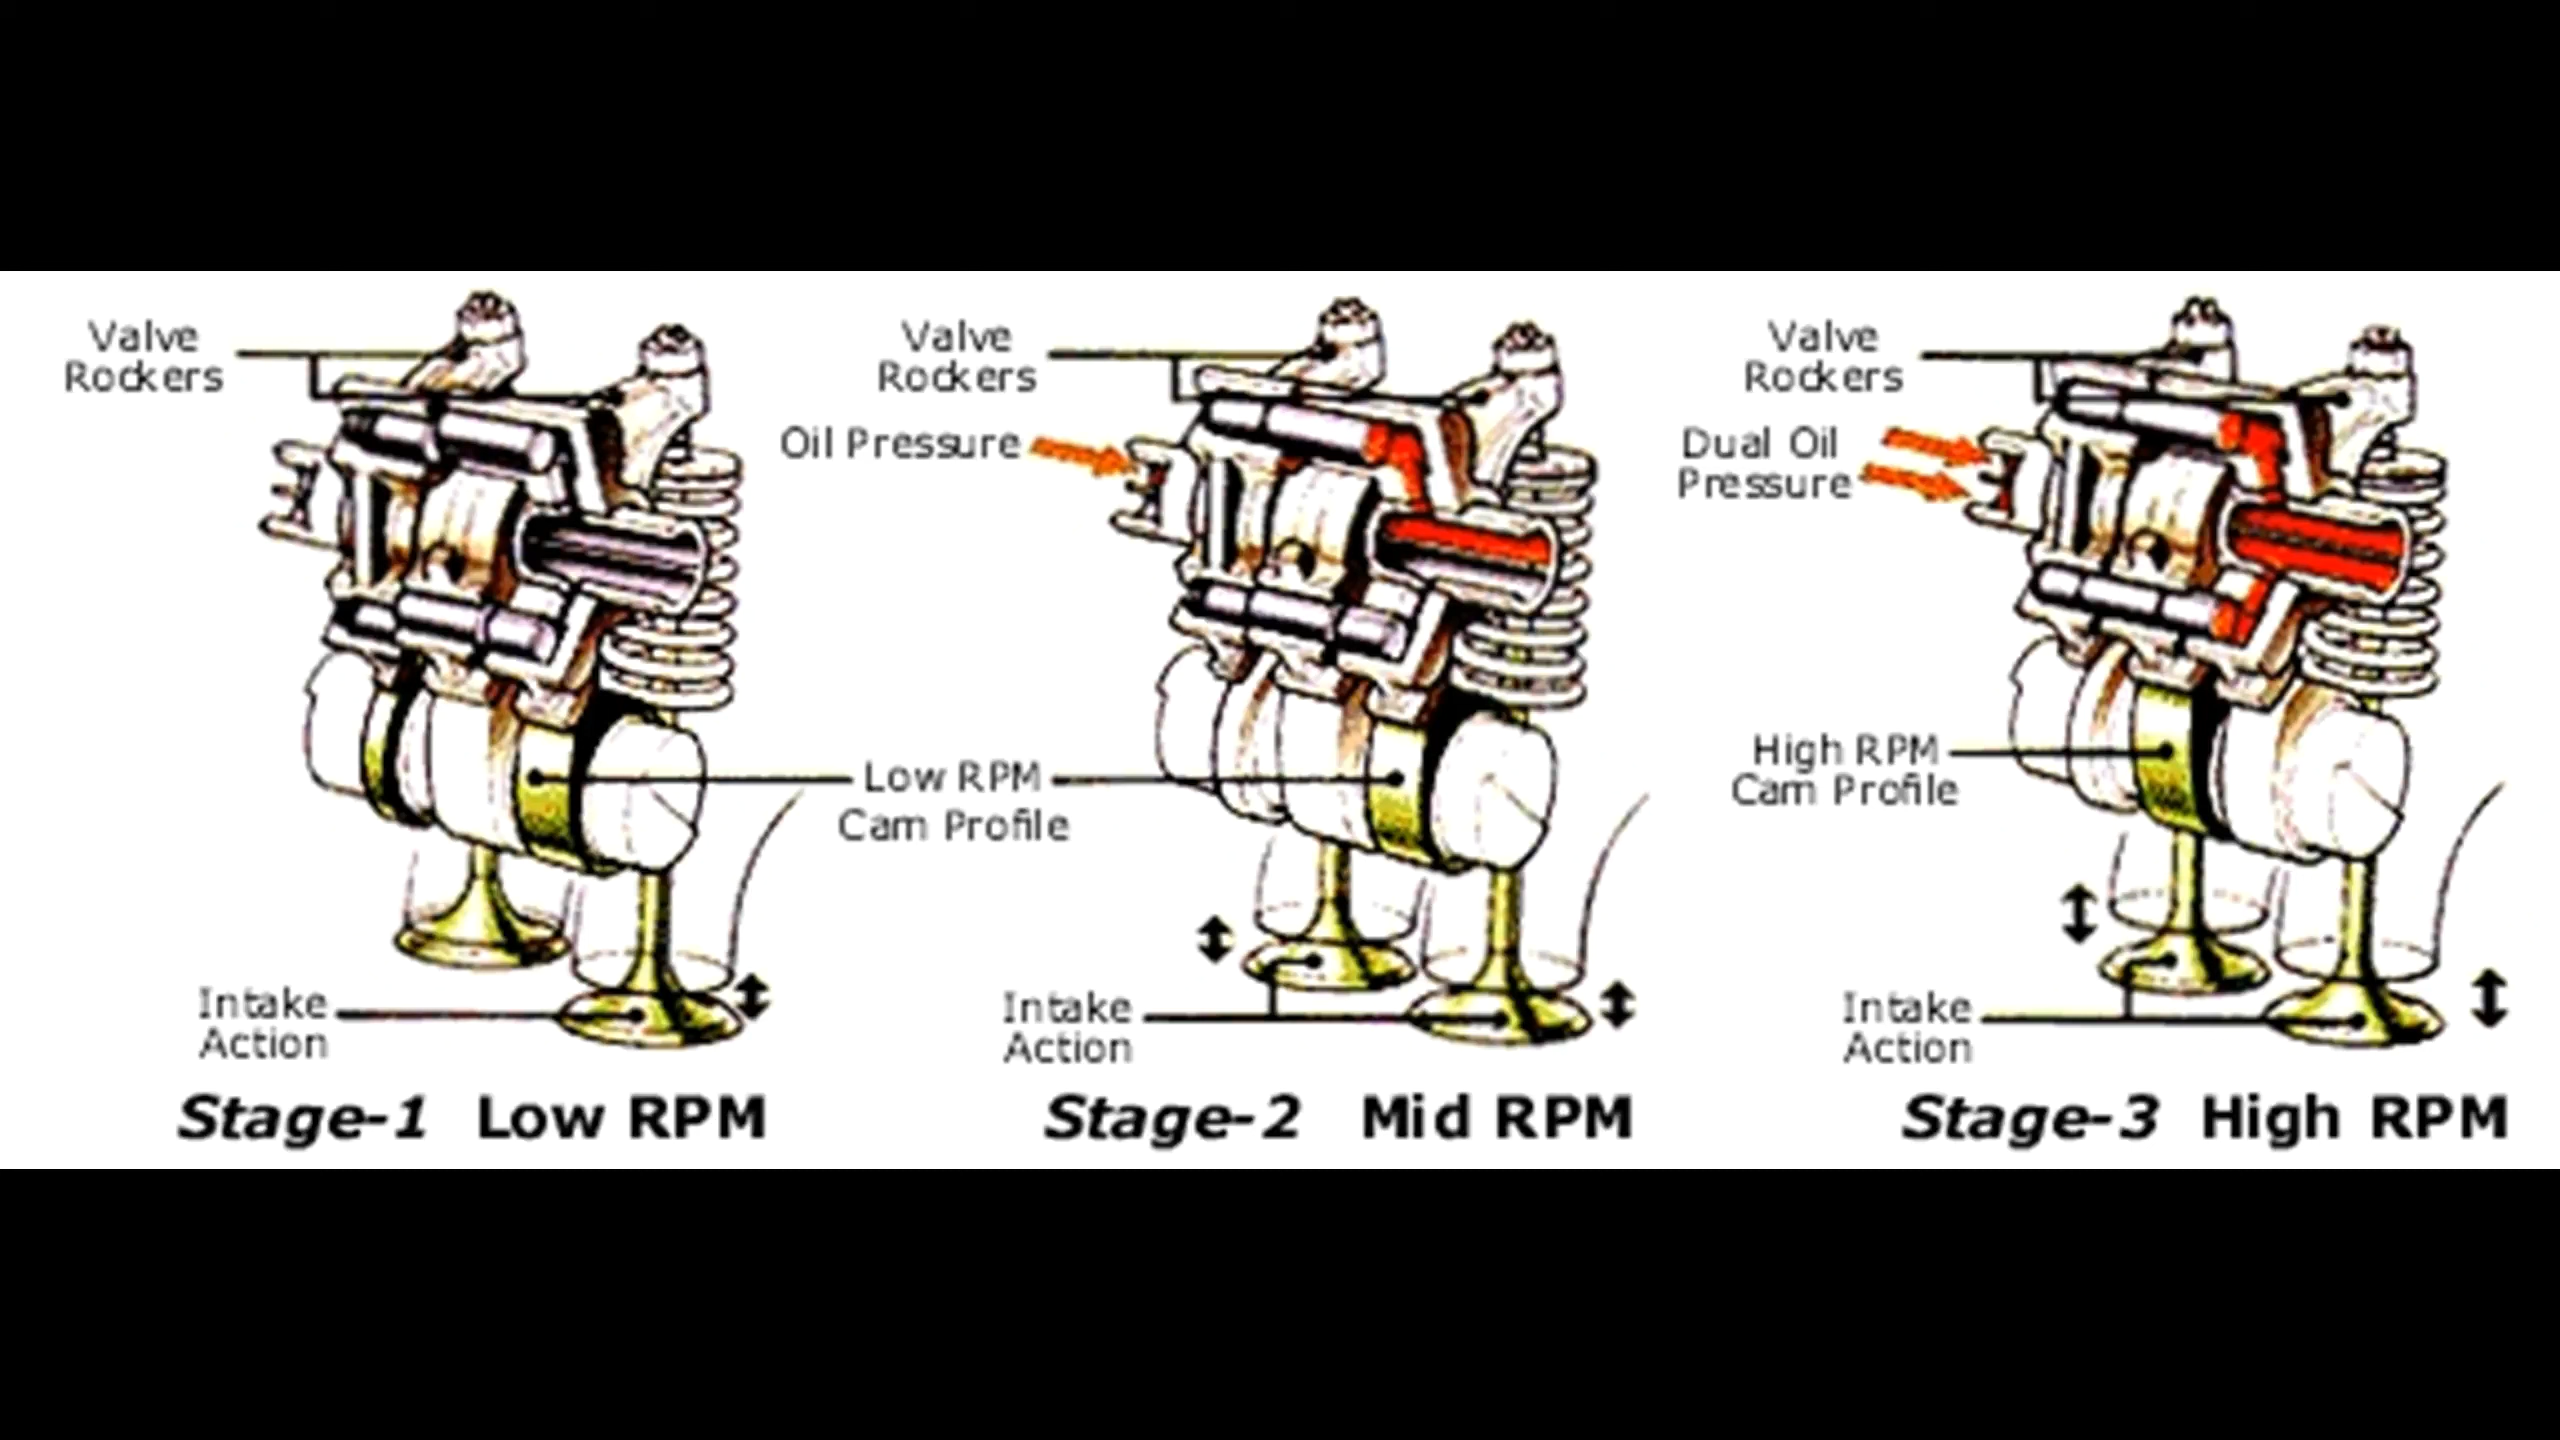 Valve
Rockers
Intake
Action
Stage-1 Low RPM
Valve
Rockers
Oil Pressure
Low RPM
Cam Profile
Intake
Action
Stage-2 Mid RPM
Valve
Rockers
Dual Oil
Pressure
High RPM
Cam Profile
Intake
Action
Stage-3 High RPM